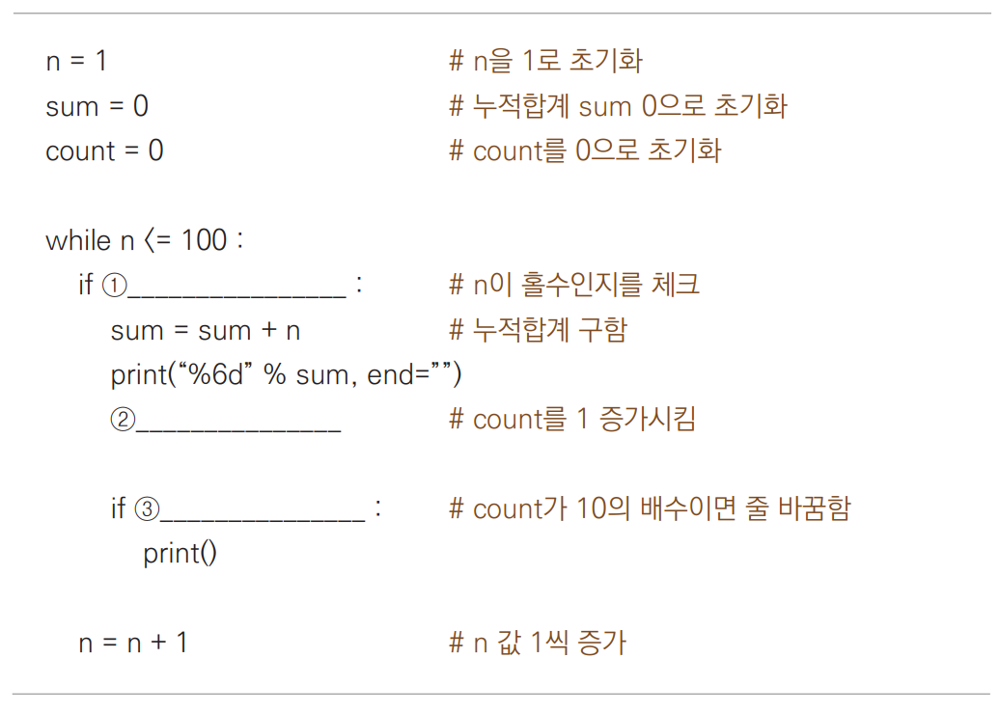 n = 1 # n을 1로 초기화
sum = 0 # 누적합계 sum 0으로 초기화
count = 0 # count를 0으로 초기화
while n <= 100 :
if ①________________ : # n이 홀수인지를 체크
sum = sum + n # 누적합계 구함
print(“%6d” % sum, end=””)
②_______________ # count를 1 증가시킴
if ③_______________ : # count가 10의 배수이면 줄 바꿈함
print()
n = n + 1 # n 값 1씩 증가